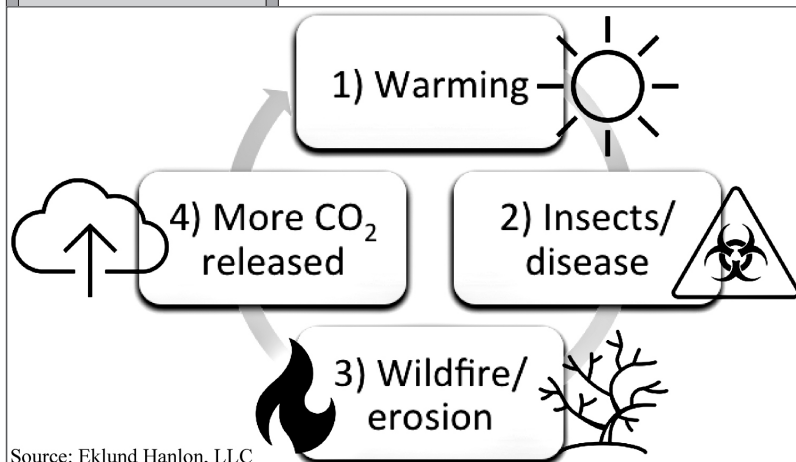 1) Warming
2) Insects/
disease
3) Wildfire/
erosion
4) More CO₂
released
Source: Eklund Hanlon, LLC